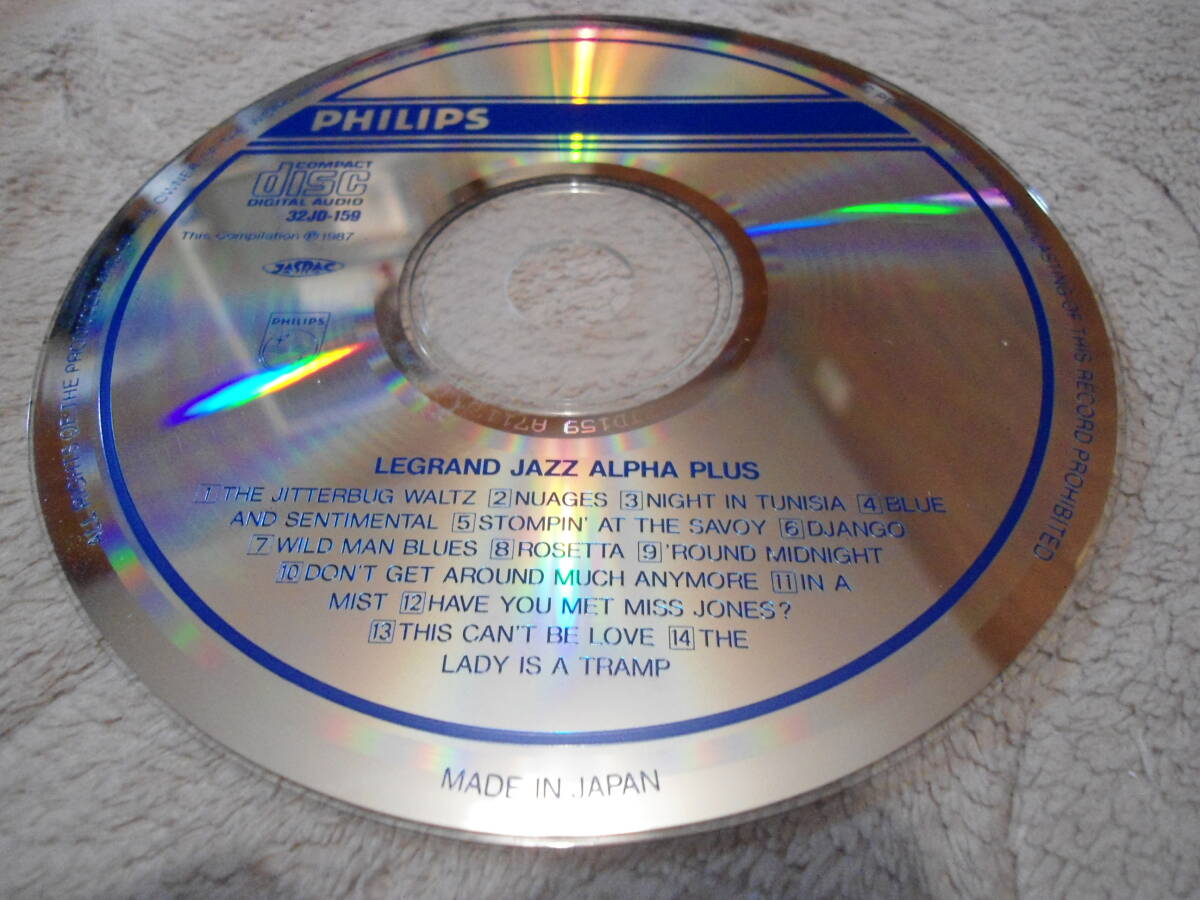 PHILIPS
COMPACT
disc
DIGITAL AUDIO
32JD-159
This Compilation ℗1987
JASRAC
PHILIPS
LEGRAND JAZZ ALPHA PLUS
1 THE JITTERBUG WALTZ 2 NUAGES 3 NIGHT IN TUNISIA 4 BLUE
AND SENTIMENTAL 5 STOMPIN' AT THE SAVOY 6 DJANGO
7 WILD MAN BLUES 8 ROSETTA 9 'ROUND MIDNIGHT
10 DON'T GET AROUND MUCH ANYMORE 11 IN A
MIST 12 HAVE YOU MET MISS JONES?
13 THIS CAN'T BE LOVE 14 THE
LADY IS A TRAMP
MADE IN JAPAN
ALL RIGHTS OF THE
OF THIS RECORD PROHIBITED